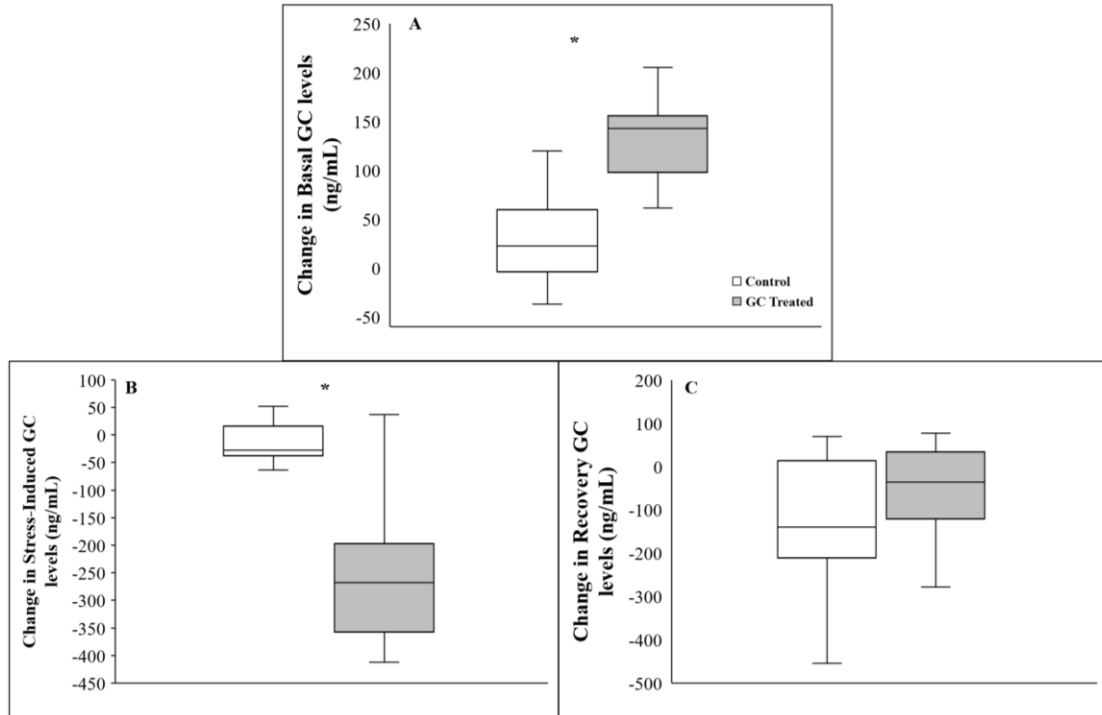 A
*
Change in Basal GC levels
(ng/mL)
250
200
150
100
50
0
-50
Control
GC Treated
B
*
Change in Stress-Induced GC
levels (ng/mL)
100
50
0
-50
-100
-150
-200
-250
-300
-350
-400
-450
C
Change in Recovery GC
levels (ng/mL)
200
100
0
-100
-200
-300
-400
-500